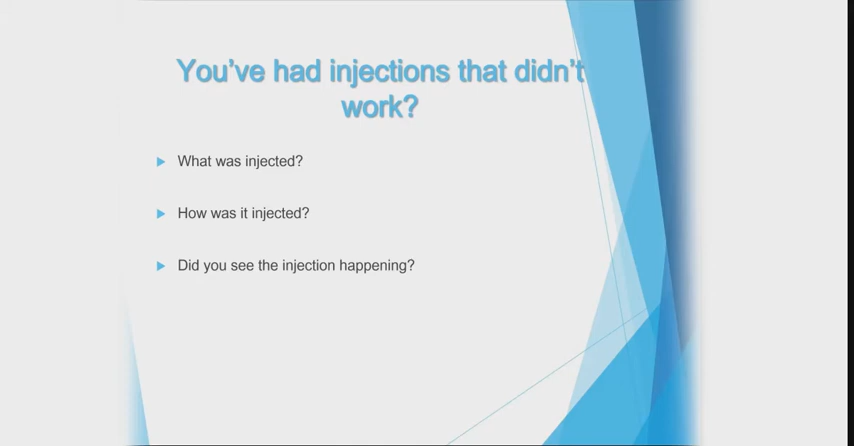 You've had injections that didn't
work?
What was injected?
How was it injected?
Did you see the injection happening?